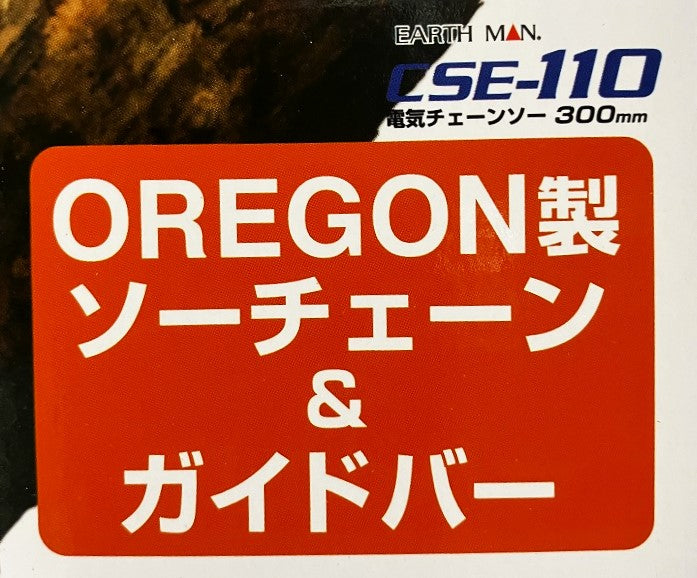 EARTH MAN.
CSE-110
電気チェーンソー 300mm
OREGON製
ソーチェーン
&
ガイドバー